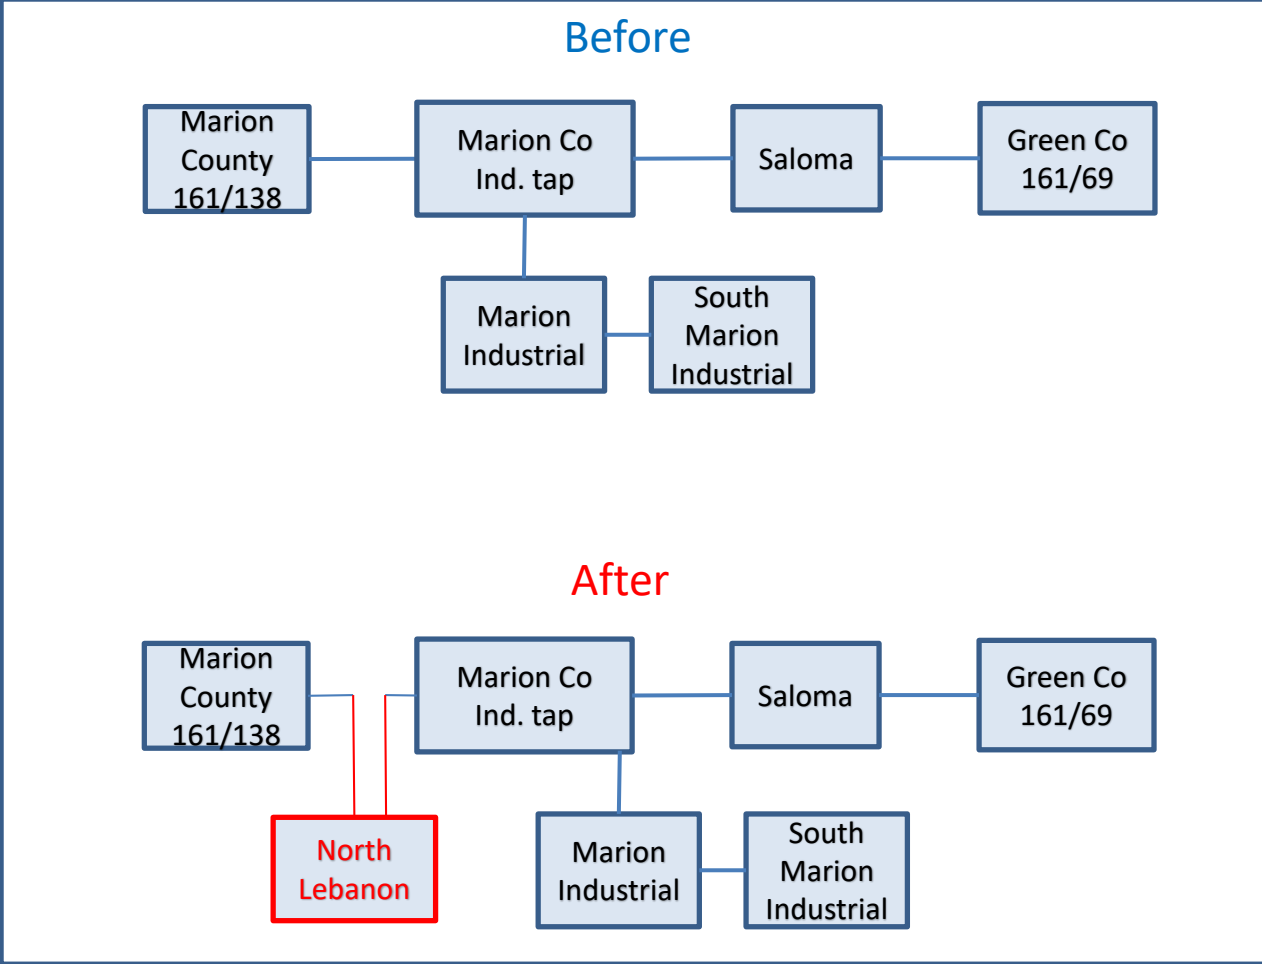 Before
Marion
County
161/138
Marion Co
Ind. tap
Saloma
Green Co
161/69
Marion
Industrial
South
Marion
Industrial
After
Marion
County
161/138
Marion Co
Ind. tap
Saloma
Green Co
161/69
North
Lebanon
Marion
Industrial
South
Marion
Industrial